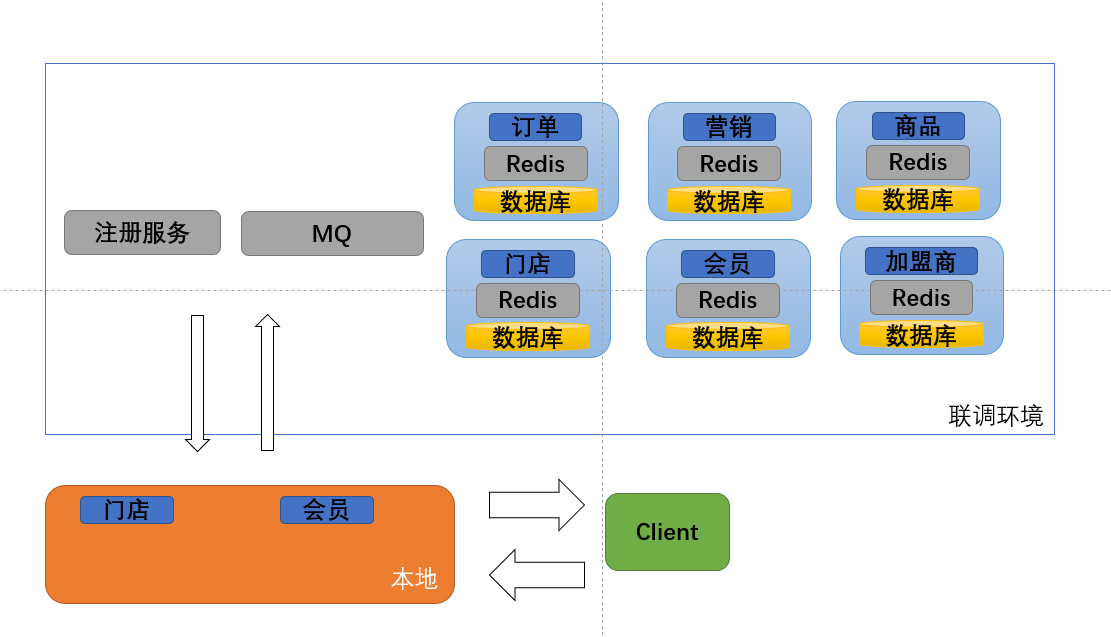 订单
Redis
数据库
营销
Redis
数据库
商品
Redis
数据库
注册服务
MQ
门店
Redis
数据库
会员
Redis
数据库
加盟商
Redis
数据库
联调环境
门店
会员
本地
Client